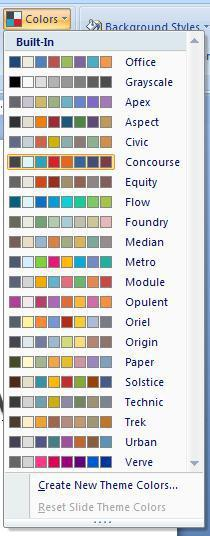 Colors
Background Styles
Built-In
Office
Grayscale
Apex
Aspect
Civic
Concourse
Equity
Flow
Foundry
Median
Metro
Module
Opulent
Oriel
Origin
Paper
Solstice
Technic
Trek
Urban
Verve
Create New Theme Colors...
Reset Slide Theme Colors